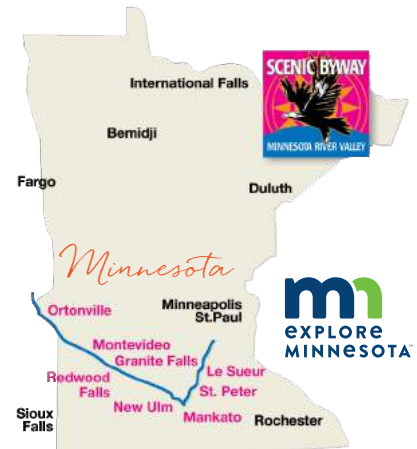 SCENIC BYWAY
MINNESOTA RIVER VALLEY
International Falls
Bemidji
Fargo
Duluth
Minnesota
mn
EXPLORE
MINNESOTA
Ortonville
Minneapolis
St.Paul
Montevideo
Granite Falls
Redwood
Falls
Le Sueur
St. Peter
New Ulm
Mankato
Sioux
Falls
Rochester